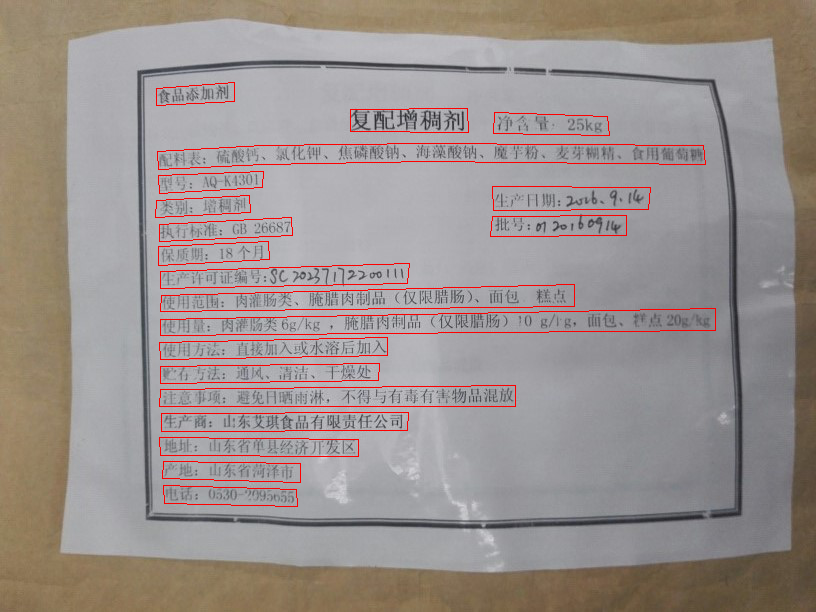 食品添加剂
复配增稠剂
净含量：25kg
配料表：硫酸钙、氯化钾、焦磷酸钠、海藻酸钠、魔芋粉、麦芽糊精、食用葡萄糖
型号：AQ-K4301
类别：增稠剂
生产日期：2016.9.14
执行标准：GB 26687
批号：0120160914
保质期：18个月
生产许可证编号：SC20237172200111
使用范围：肉灌肠类、腌腊肉制品（仅限腊肠）、面包 糕点
使用量：肉灌肠类6g/kg，腌腊肉制品（仅限腊肠）10 g/kg，面包、糕点20g/kg
使用方法：直接加入或水溶后加入
贮存方法：通风、清洁、干燥处
注意事项：避免日晒雨淋，不得与有毒有害物品混放
生产商：山东艾琪食品有限责任公司
地址：山东省单县经济开发区
产地：山东省菏泽市
电话：0530-2095655